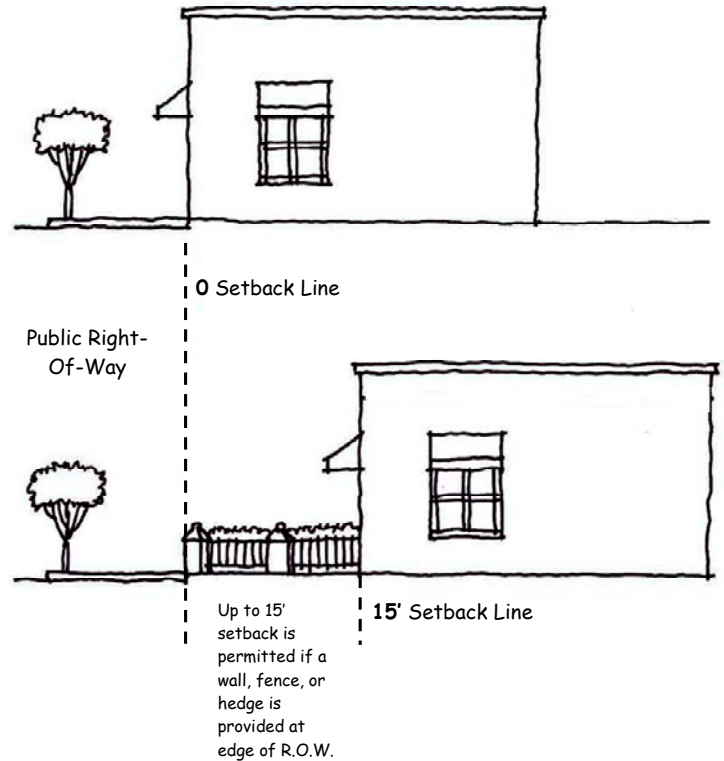 0 Setback Line
Public Right-
Of-Way
15' Setback Line
Up to 15'
setback is
permitted if a
wall, fence, or
hedge is
provided at
edge of R.O.W.